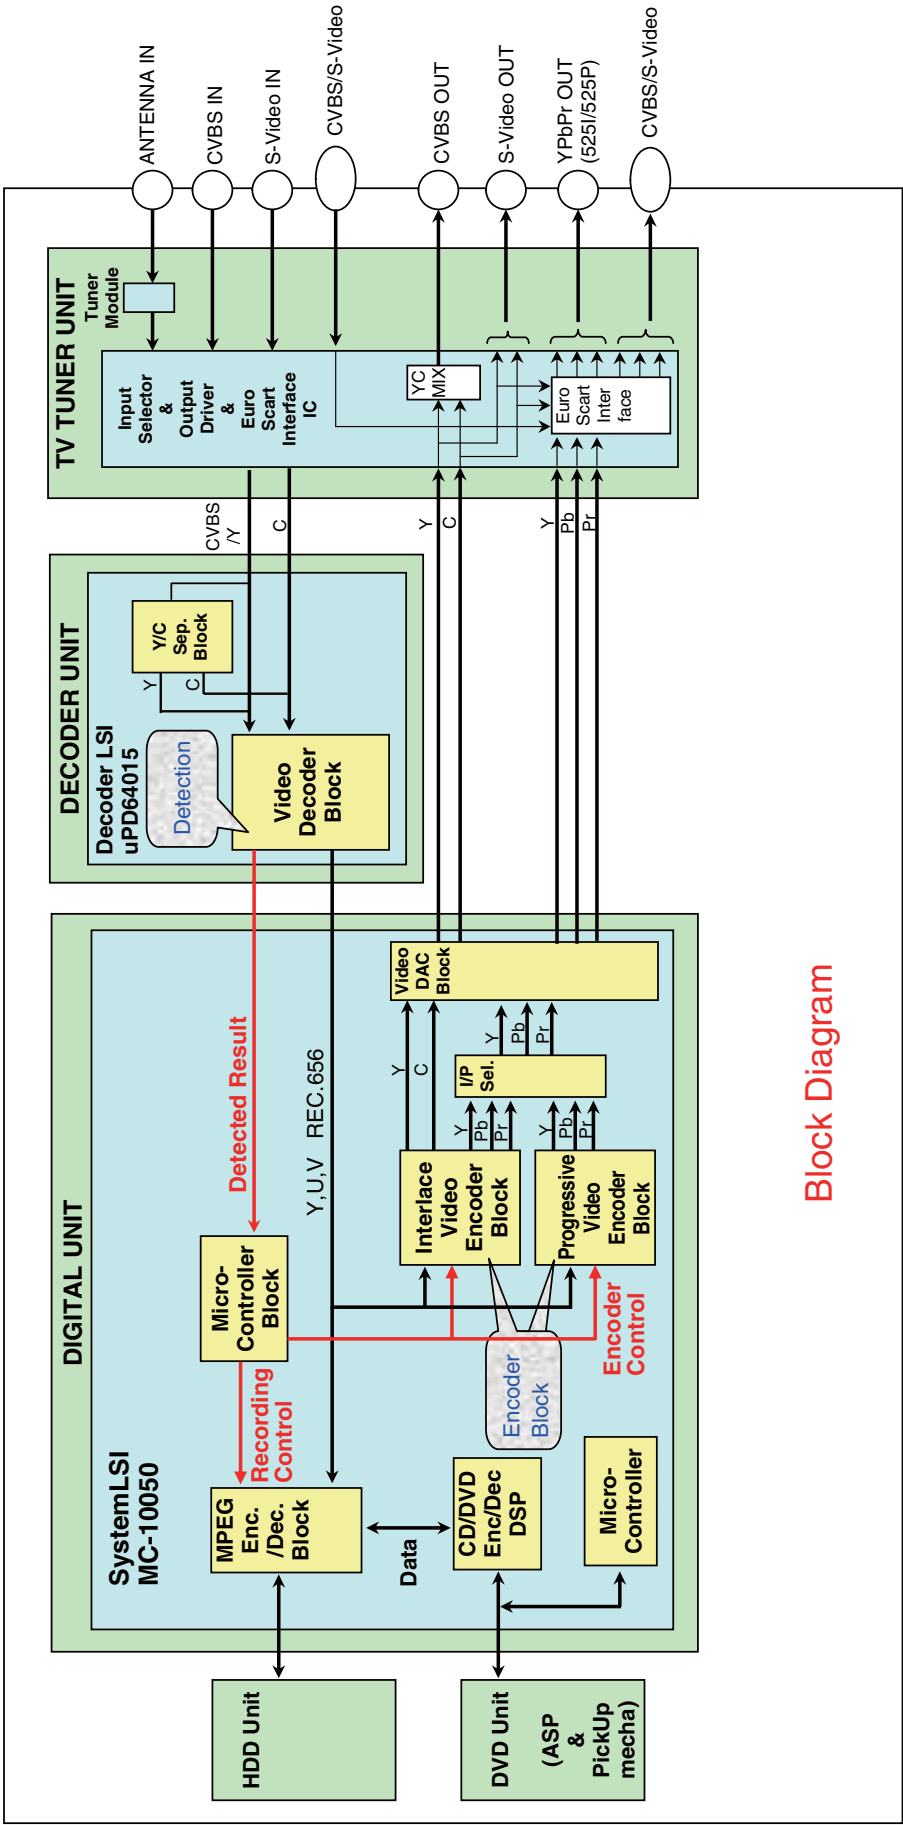 HDD Unit
DVD Unit
(ASP
&
PickUp
mecha)
DIGITAL UNIT
SystemLSI
MC-10050
MPEG
Enc.
/Dec.
Block
Recording
Control
Micro-
Controller
Block
Detected Result
Y,U,V REC.656
Data
CD/DVD
Enc/Dec
DSP
Micro-
Controller
Encoder
Block
Encoder
Control
Interlace
Video
Encoder
Block
Progressive
Video
Encoder
Block
Y
C
Y
Pb
Pr
Y
Pb
Pr
I/P
Sel.
Y
Pb
Pr
Video
DAC
Block
DECODER UNIT
Decoder LSI
uPD64015
Detection
Video
Decoder
Block
Y
C
Y/C
Sep.
Block
CVBS
/Y
C
Y
C
Y
Pb
Pr
TV TUNER UNIT
Tuner
Module
Input
Selector
&
Output
Driver
&
Euro
Scart
Interface
IC
YC
MIX
Euro
Scart
Inter
face
ANTENNA IN
CVBS IN
S-Video IN
CVBS/S-Video
CVBS OUT
S-Video OUT
YPbPr OUT
(525I/525P)
CVBS/S-Video
Block Diagram